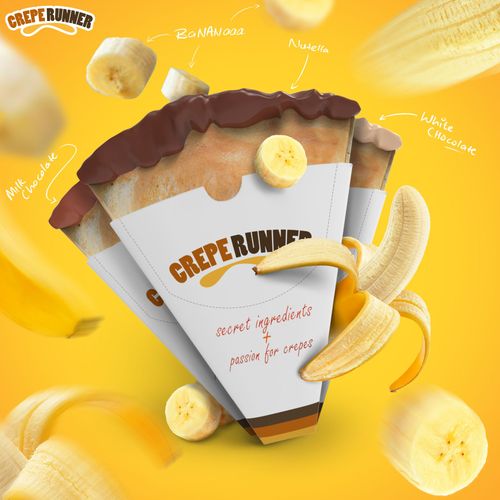 CREPE RUNNER
BaNANaaa
Nutella
White
CHocolate
Milk
Chocolate
CREPE RUNNER
secret ingredients
+
passion for crepes
C